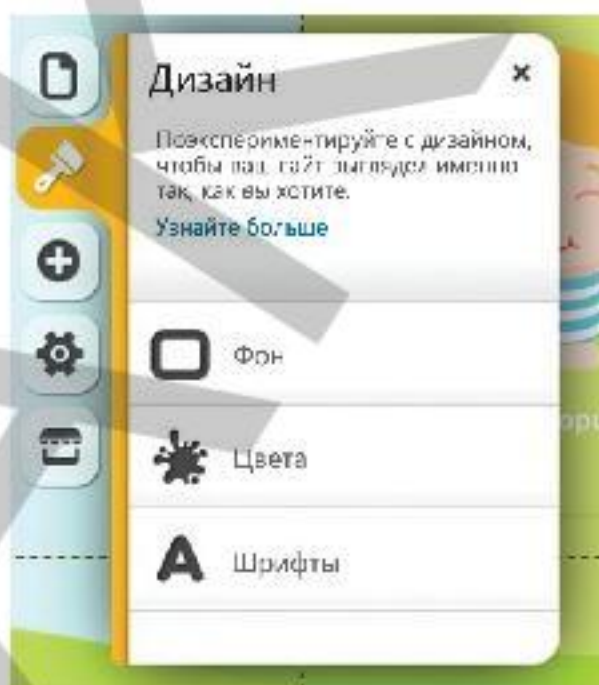 Дизайн
Поэкспериментируйте с дизайном,
чтобы ваш сайт выглядел именно
так, как вы хотите.
Узнайте больше
Фон
Цвета
Шрифты